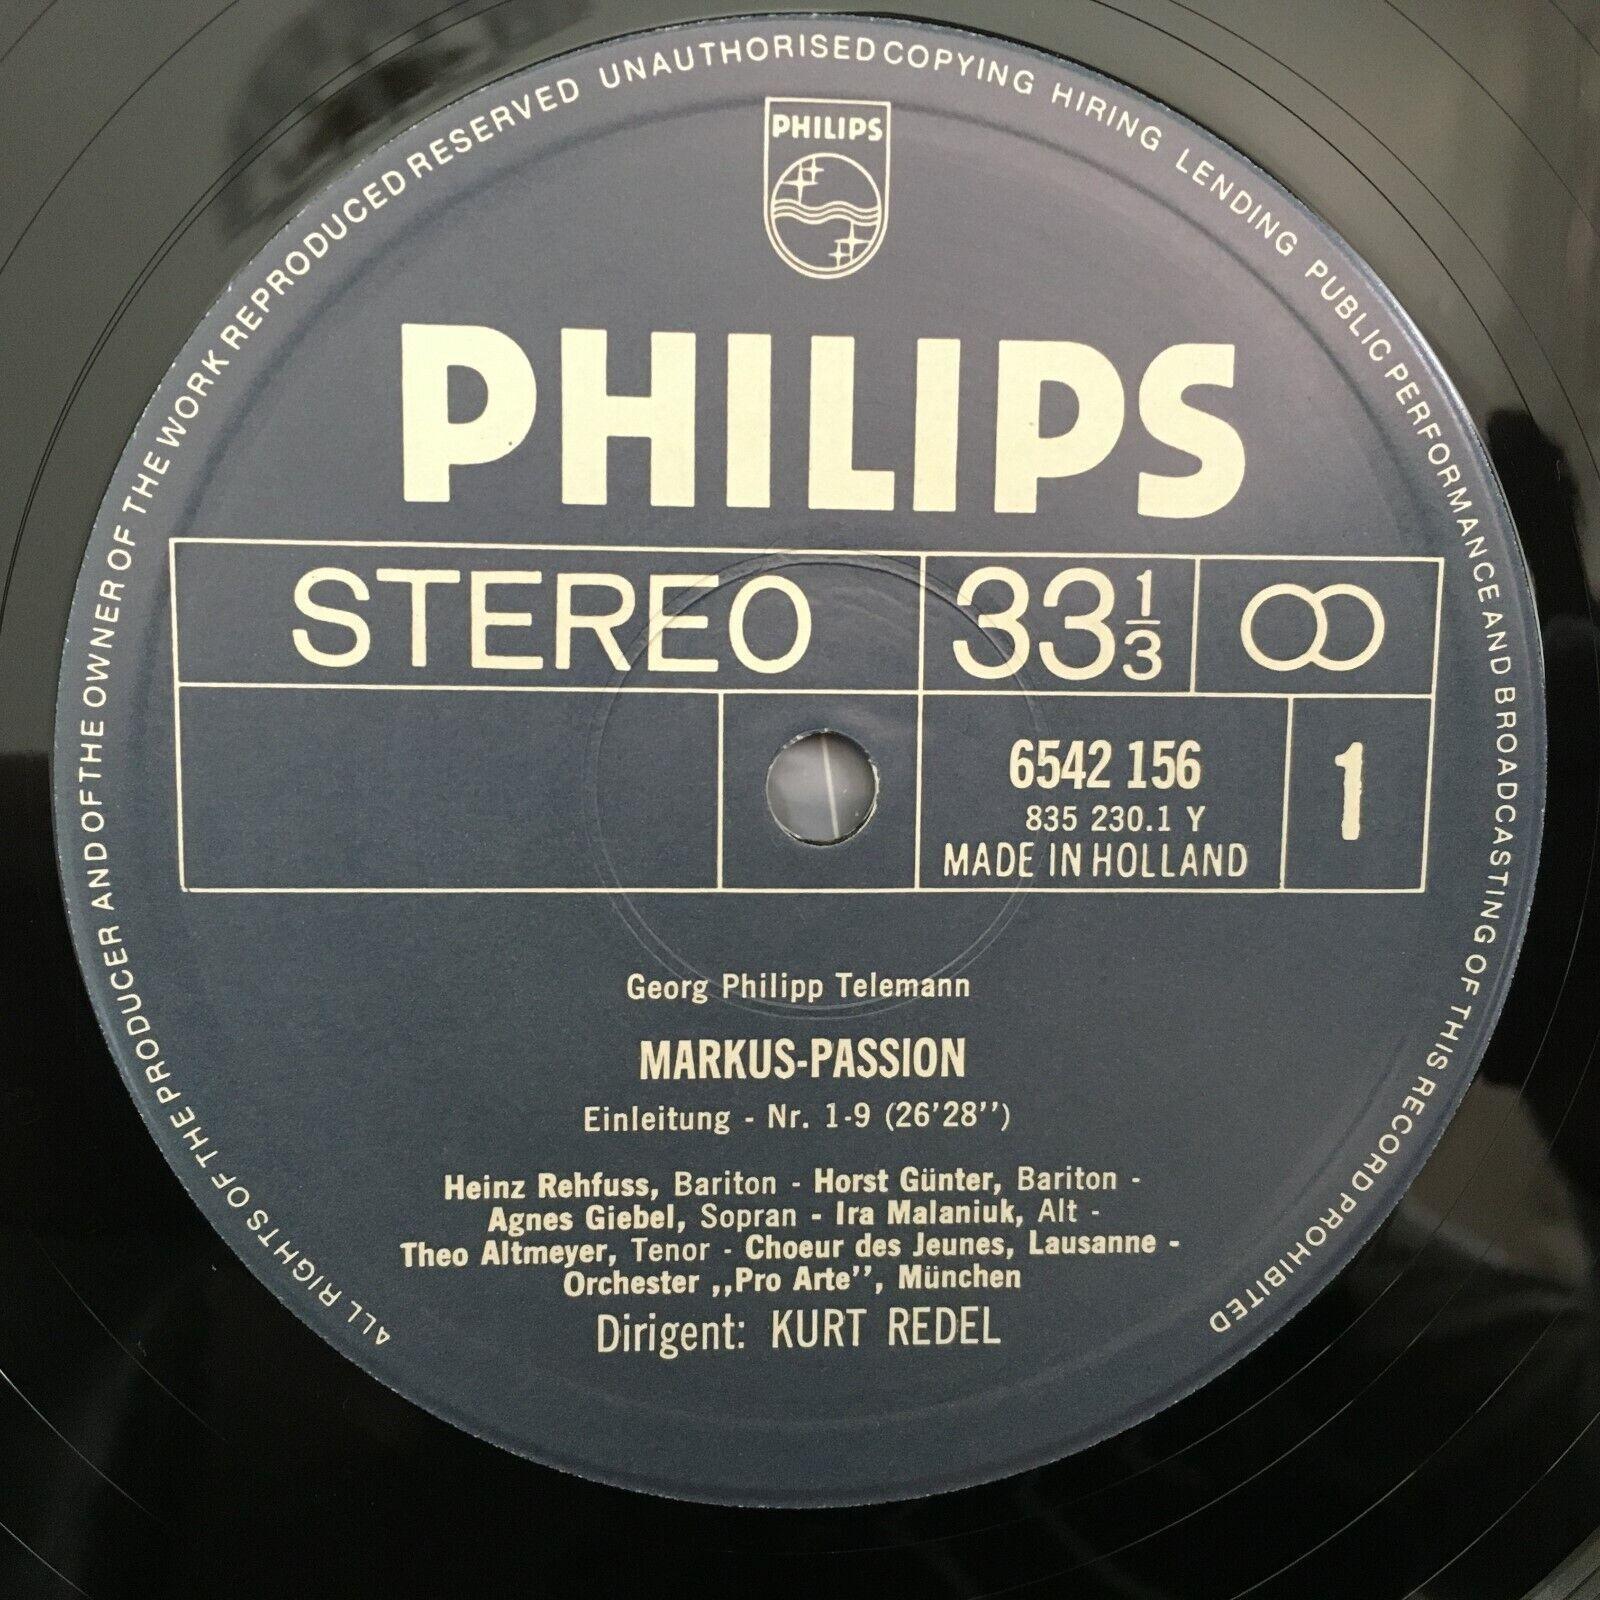 ALL RIGHTS OF THE PRODUCER AND OF THE OWNER OF THE WORK REPRODUCED RESERVED UNAUTHORISED COPYING HIRING LENDING PUBLIC PERFORMANCE AND BROADCASTING OF THIS RECORD PROHIBITED
PHILIPS
PHILIPS
STEREO 33 1/3
6542 156
835 230.1 Y
MADE IN HOLLAND
1
Georg Philipp Telemann
MARKUS-PASSION
Einleitung - Nr. 1-9 (26'28'')
Heinz Rehfuss, Bariton - Horst Günter, Bariton -
Agnes Giebel, Sopran - Ira Malaniuk, Alt -
Theo Altmeyer, Tenor - Choeur des Jeunes, Lausanne -
Orchester ,,Pro Arte'', München
Dirigent: KURT REDEL